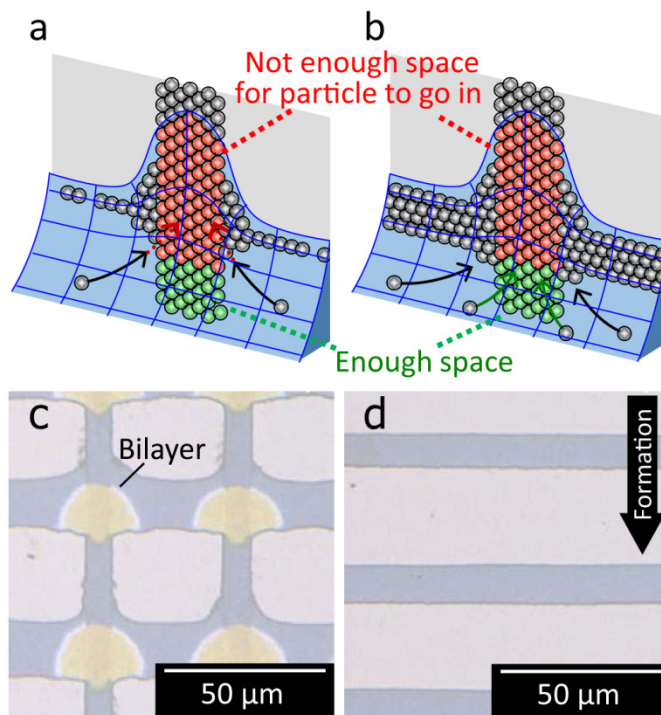 a
b
Not enough space
for particle to go in
Enough space
c
Bilayer
50 μm
d
Formation
50 μm